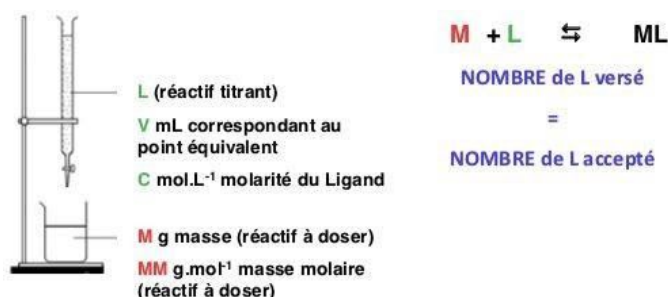 L (réactif titrant)
V mL correspondant au
point équivalent
C mol.L⁻¹ molarité du Ligand
M g masse (réactif à doser)
MM g.mol⁻¹ masse molaire
(réactif à doser)
M + L ⇆ ML
NOMBRE de L versé
=
NOMBRE de L accepté